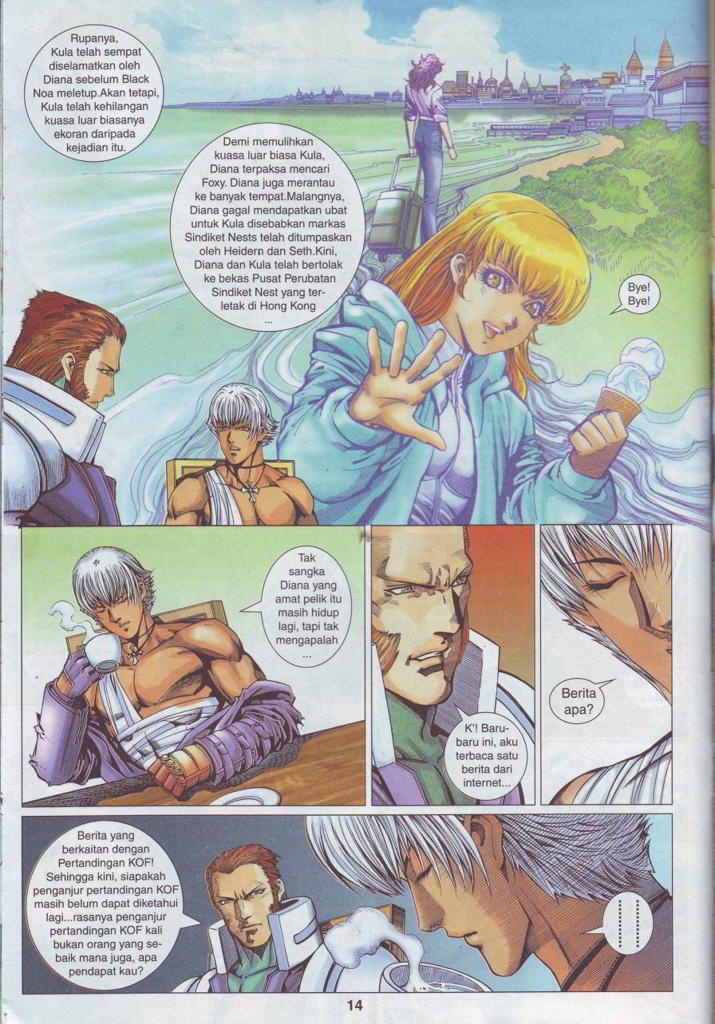 Rupanya,
Kula telah sempat
diselamatkan oleh
Diana sebelum Black
Noa meletup.Akan tetapi,
Kula telah kehilangan
kuasa luar biasanya
ekoran daripada
kejadian itu.
Demi memulihkan
kuasa luar biasa Kula,
Diana terpaksa mencari
Foxy. Diana juga merantau
ke banyak tempat.Malangnya,
Diana gagal mendapatkan ubat
untuk Kula disebabkan markas
Sindiket Nests telah ditumpaskan
oleh Heidern dan Seth.Kini,
Diana dan Kula telah bertolak
ke bekas Pusat Perubatan
Sindiket Nest yang ter-
letak di Hong Kong
...
Bye!
Bye!
Tak
sangka
Diana yang
amat pelik itu
masih hidup
lagi, tapi tak
mengapalah
...
K'! Baru-
baru ini, aku
terbaca satu
berita dari
internet...
Berita
apa?
Berita yang
berkaitan dengan
Pertandingan KOF!
Sehingga kini, siapakah
penganjur pertandingan KOF
masih belum dapat diketahui
lagi...rasanya penganjur
pertandingan KOF kali
bukan orang yang se-
baik mana juga, apa
pendapat kau?
14